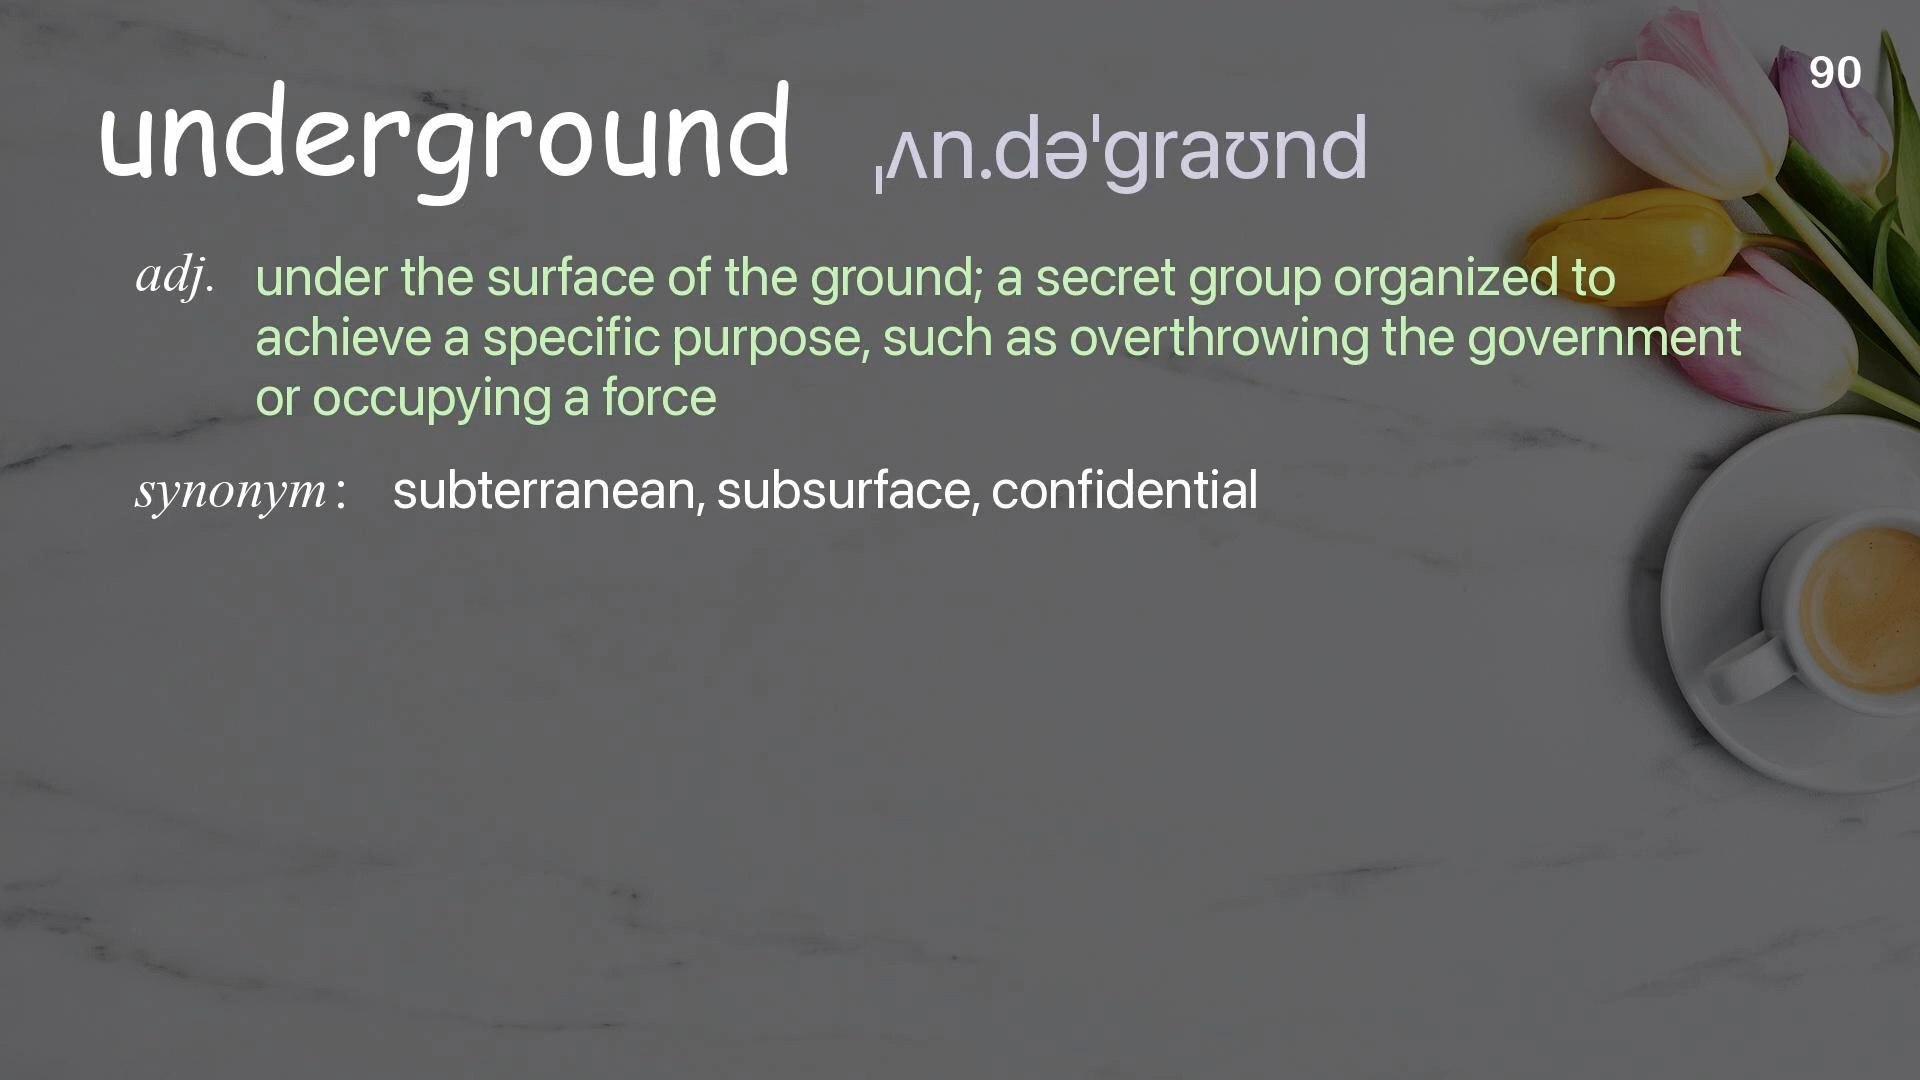 90
underground ˌʌn.dəˈɡraʊnd
adj. under the surface of the ground; a secret group organized to
achieve a specific purpose, such as overthrowing the government
or occupying a force
synonym : subterranean, subsurface, confidential